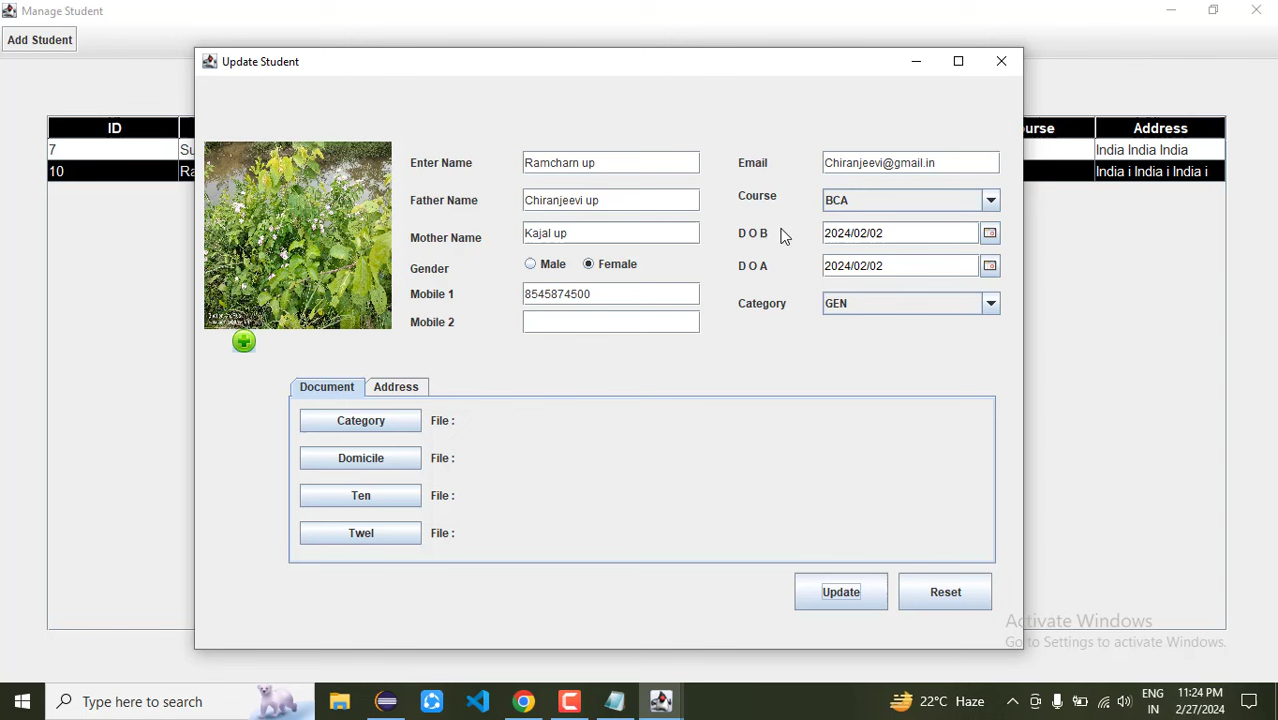 Manage Student
Add Student
Update Student
ID Su Course Address
7 Su India India India
10 Ra India i India i India i
Enter Name Ramcharn up Email Chiranjeevi@gmail.in
Father Name Chiranjeevi up Course BCA
Mother Name Kajal up D O B 2024/02/02
Gender Male Female D O A 2024/02/02
Mobile 1 8545874500 Category GEN
Mobile 2
Document Address
Category File :
Domicile File :
Ten File :
Twel File :
Update Reset
Activate Windows
Go to Settings to activate Windows.
Type here to search 22°C Haze ENG IN 11:24 PM 2/27/2024